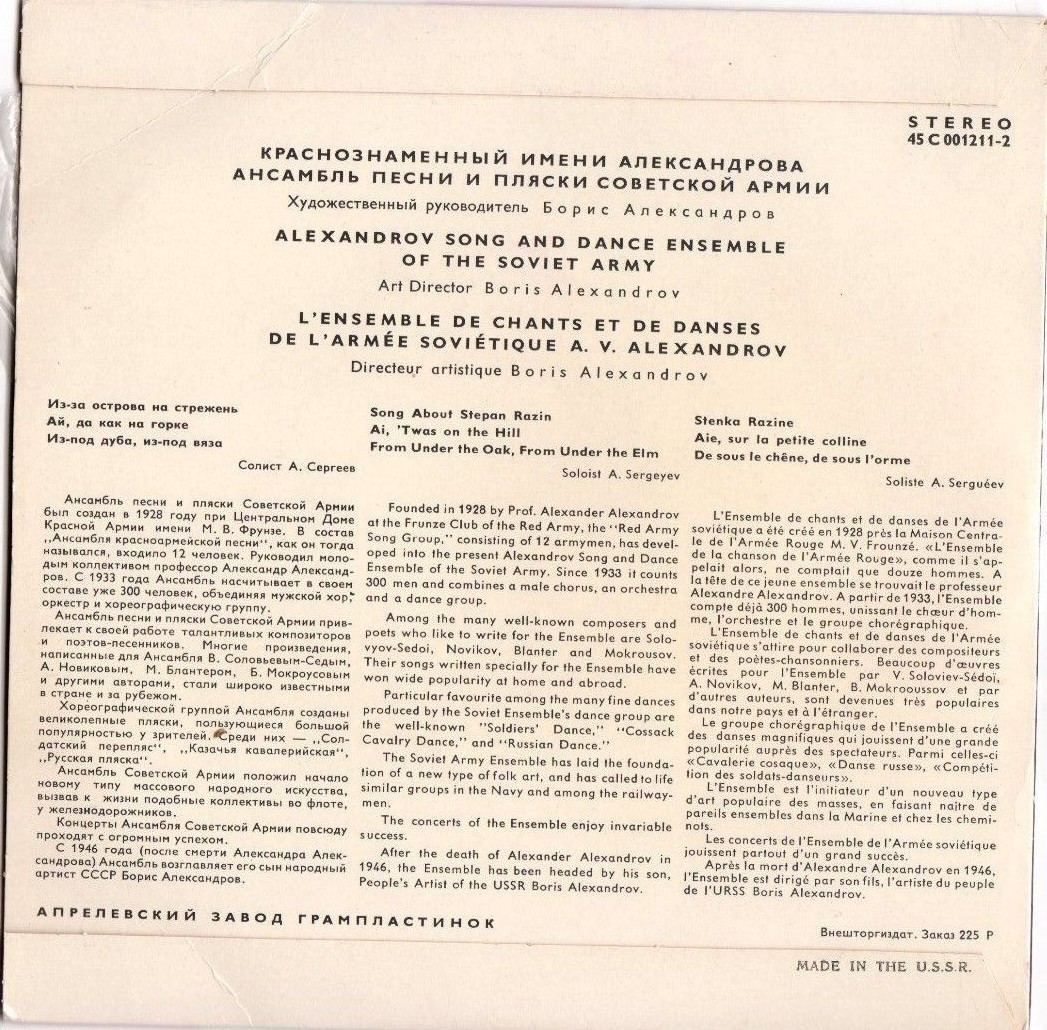 STEREO
45 C 001211-2
КРАСНОЗНАМЕННЫЙ ИМЕНИ АЛЕКСАНДРОВА
АНСАМБЛЬ ПЕСНИ И ПЛЯСКИ СОВЕТСКОЙ АРМИИ
Художественный руководитель Борис Александров
ALEXANDROV SONG AND DANCE ENSEMBLE
OF THE SOVIET ARMY
Art Director Boris Alexandrov
L'ENSEMBLE DE CHANTS ET DE DANSES
DE L'ARMÉE SOVIÉTIQUE A. V. ALEXANDROV
Directeur artistique Boris Alexandrov
Из-за острова на стрежень
Ай, да как на горке
Из-под дуба, из-под вяза
Солист А. Сергеев
Ансамбль песни и пляски Советской Армии
был создан в 1928 году при Центральном Доме
Красной Армии имени М. В. Фрунзе. В состав
,,Ансамбля красноармейской песни", как он тогда
назывался, входило 12 человек. Руководил моло-
дым коллективом профессор Александр Александ-
ров. С 1933 года Ансамбль насчитывает в своем
составе уже 300 человек, объединяя мужской хор,
оркестр и хореографическую группу.
Ансамбль песни и пляски Советской Армии прив-
лекает к своей работе талантливых композиторов
и поэтов-песенников. Многие произведения,
написанные для Ансамбля В. Соловьевым-Седым,
А. Новиковым, М. Блантером, Б. Мокроусовым
и другими авторами, стали широко известными
в стране и за рубежом.
Хореографической группой Ансамбля созданы
великолепные пляски, пользующиеся большой
популярностью у зрителей. Среди них — ,,Сол-
датский перепляс", ,,Казачья кавалерийская",
,,Русская пляска".
Ансамбль Советской Армии положил начало
новому типу массового народного искусства,
вызвав к жизни подобные коллективы во флоте,
у железнодорожников.
Концерты Ансамбля Советской Армии повсюду
проходят с огромным успехом.
С 1946 года (после смерти Александра Алек-
сандрова) Ансамбль возглавляет его сын народный
артист СССР Борис Александров.
Song About Stepan Razin
Ai, 'Twas on the Hill
From Under the Oak, From Under the Elm
Soloist A. Sergeyev
Founded in 1928 by Prof. Alexander Alexandrov
at the Frunze Club of the Red Army, the "Red Army
Song Group," consisting of 12 armymen, has devel-
oped into the present Alexandrov Song and Dance
Ensemble of the Soviet Army. Since 1933 it counts
300 men and combines a male chorus, an orchestra
and a dance group.
Among the many well-known composers and
poets who like to write for the Ensemble are Solo-
vyov-Sedoi, Novikov, Blanter and Mokrousov.
Their songs written specially for the Ensemble have
won wide popularity at home and abroad.
Particular favourite among the many fine dances
produced by the Soviet Ensemble's dance group are
the well-known "Soldiers' Dance," "Cossack
Cavalry Dance," and "Russian Dance."
The Soviet Army Ensemble has laid the founda-
tion of a new type of folk art, and has called to life
similar groups in the Navy and among the railway-
men.
The concerts of the Ensemble enjoy invariable
success.
After the death of Alexander Alexandrov in
1946, the Ensemble has been headed by his son,
People's Artist of the USSR Boris Alexandrov.
Stenka Razine
Aie, sur la petite colline
De sous le chêne, de sous l'orme
Soliste A. Serguéev
L'Ensemble de chants et de danses de l'Armée
soviétique a été créé en 1928 près la Maison Centra-
le de l'Armée Rouge M. V. Frounzé. «L'Ensemble
de la chanson de l'Armée Rouge», comme il s'ap-
pelait alors, ne comptait que douze hommes. A
la tête de ce jeune ensemble se trouvait le professeur
Alexandre Alexandrov. A partir de 1933, l'Ensemble
compte déjà 300 hommes, unissant le chœur d'hom-
me, l'orchestre et le groupe chorégraphique.
L'Ensemble de chants et de danses de l'Armée
soviétique s'attire pour collaborer des compositeurs
et des poètes-chansonniers. Beaucoup d'œuvres
écrites pour l'Ensemble par V. Soloviev-Sédoï,
A. Novikov, M. Blanter, B. Mokrooussov et par
d'autres auteurs, sont devenues très populaires
dans notre pays et à l'étranger.
Le groupe chorégraphique de l'Ensemble a créé
des danses magnifiques qui jouissent d'une grande
popularité auprès des spectateurs. Parmi celles-ci
«Cavalerie cosaque», «Danse russe», «Compéti-
tion des soldats-danseurs».
L'Ensemble est l'initiateur d'un nouveau type
d'art populaire des masses, en faisant naître de
pareils ensembles dans la Marine et chez les chemi-
nots.
Les concerts de l'Ensemble de l'Armée soviétique
jouissent partout d'un grand succès.
Après la mort d'Alexandre Alexandrov en 1946,
l'Ensemble est dirigé par son fils, l'artiste du peuple
de l'URSS Boris Alexandrov.
АПРЕЛЕВСКИЙ ЗАВОД ГРАМПЛАСТИНОК
Внешторгиздат. Заказ 225 Р
MADE IN THE U.S.S.R.